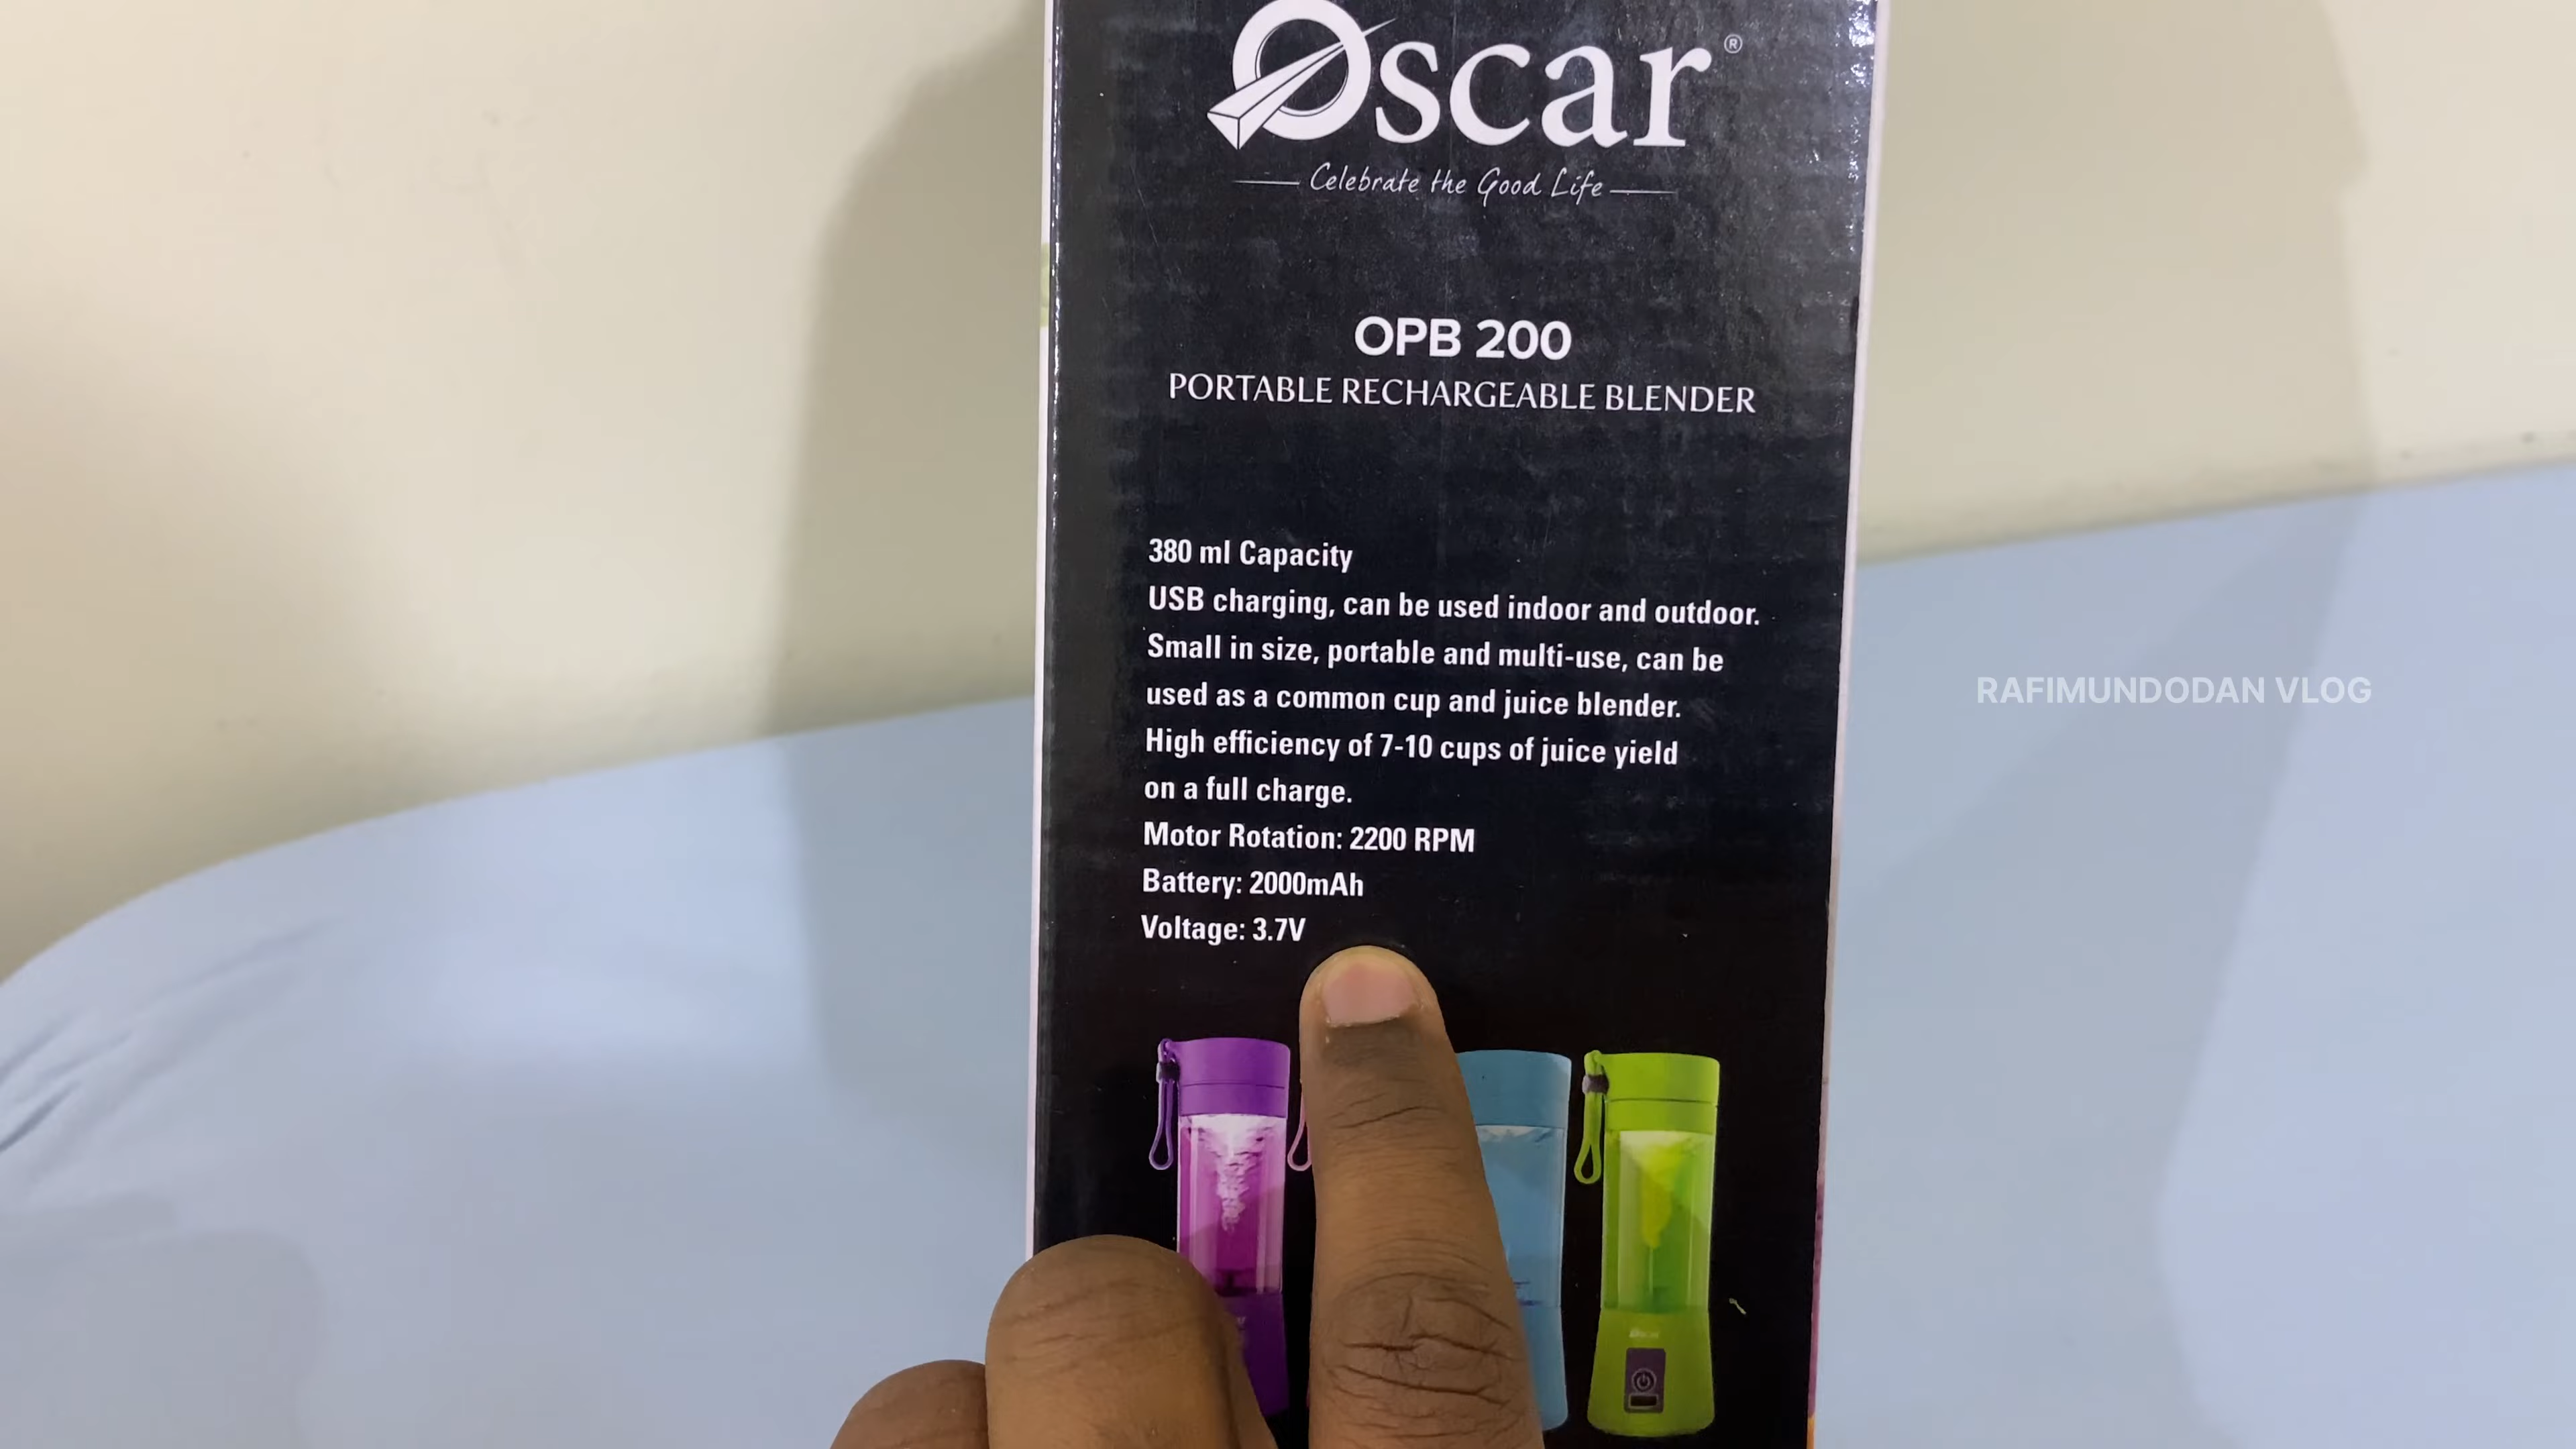 Oscar®
Celebrate the Good Life
OPB 200
PORTABLE RECHARGEABLE BLENDER
380 ml Capacity
USB charging, can be used indoor and outdoor.
Small in size, portable and multi-use, can be
used as a common cup and juice blender.
High efficiency of 7-10 cups of juice yield
on a full charge.
Motor Rotation: 2200 RPM
Battery: 2000mAh
Voltage: 3.7V
RAFIMUNDODAN VLOG